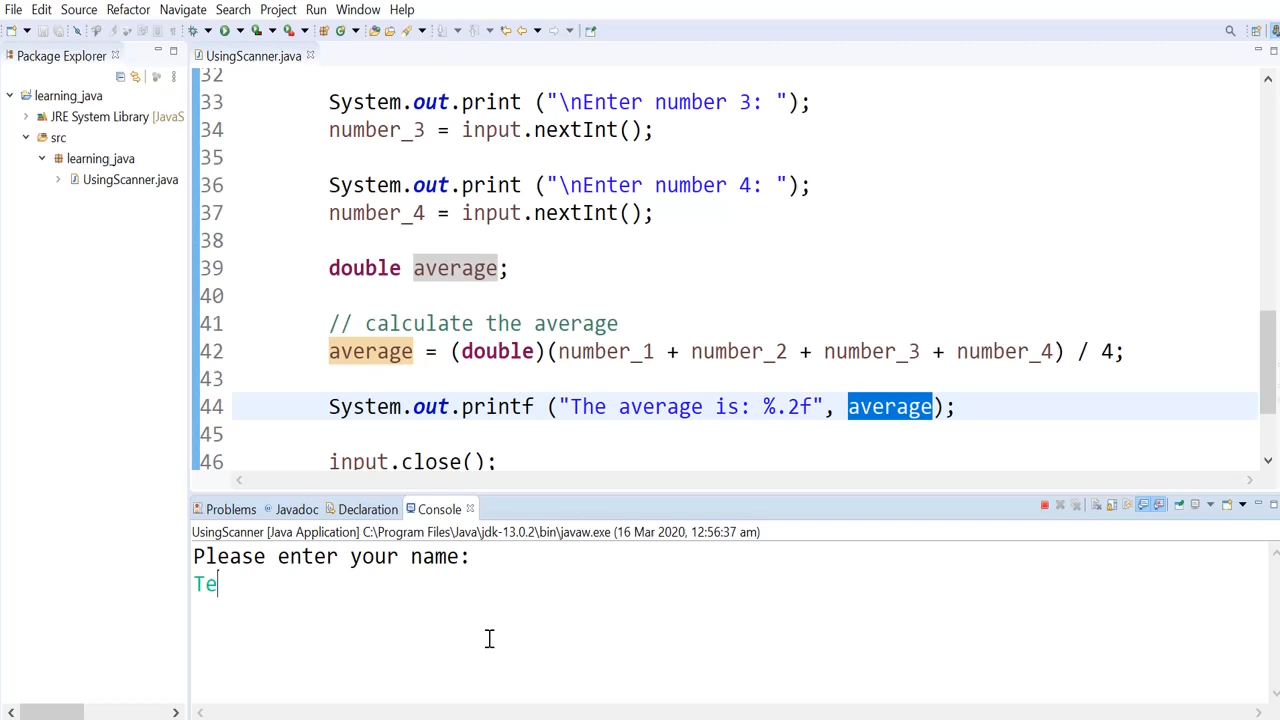 File Edit Source Refactor Navigate Search Project Run Window Help
Package Explorer
UsingScanner.java
learning_java
JRE System Library [JavaS
src
learning_java
UsingScanner.java
32
33 System.out.print ("\nEnter number 3: ");
34 number_3 = input.nextInt();
35
36 System.out.print ("\nEnter number 4: ");
37 number_4 = input.nextInt();
38
39 double average;
40
41 // calculate the average
42 average = (double)(number_1 + number_2 + number_3 + number_4) / 4;
43
44 System.out.printf ("The average is: %.2f", average);
45
46 input.close();
Problems @ Javadoc Declaration Console
UsingScanner [Java Application] C:\Program Files\Java\jdk-13.0.2\bin\javaw.exe (16 Mar 2020, 12:56:37 am)
Please enter your name:
Te